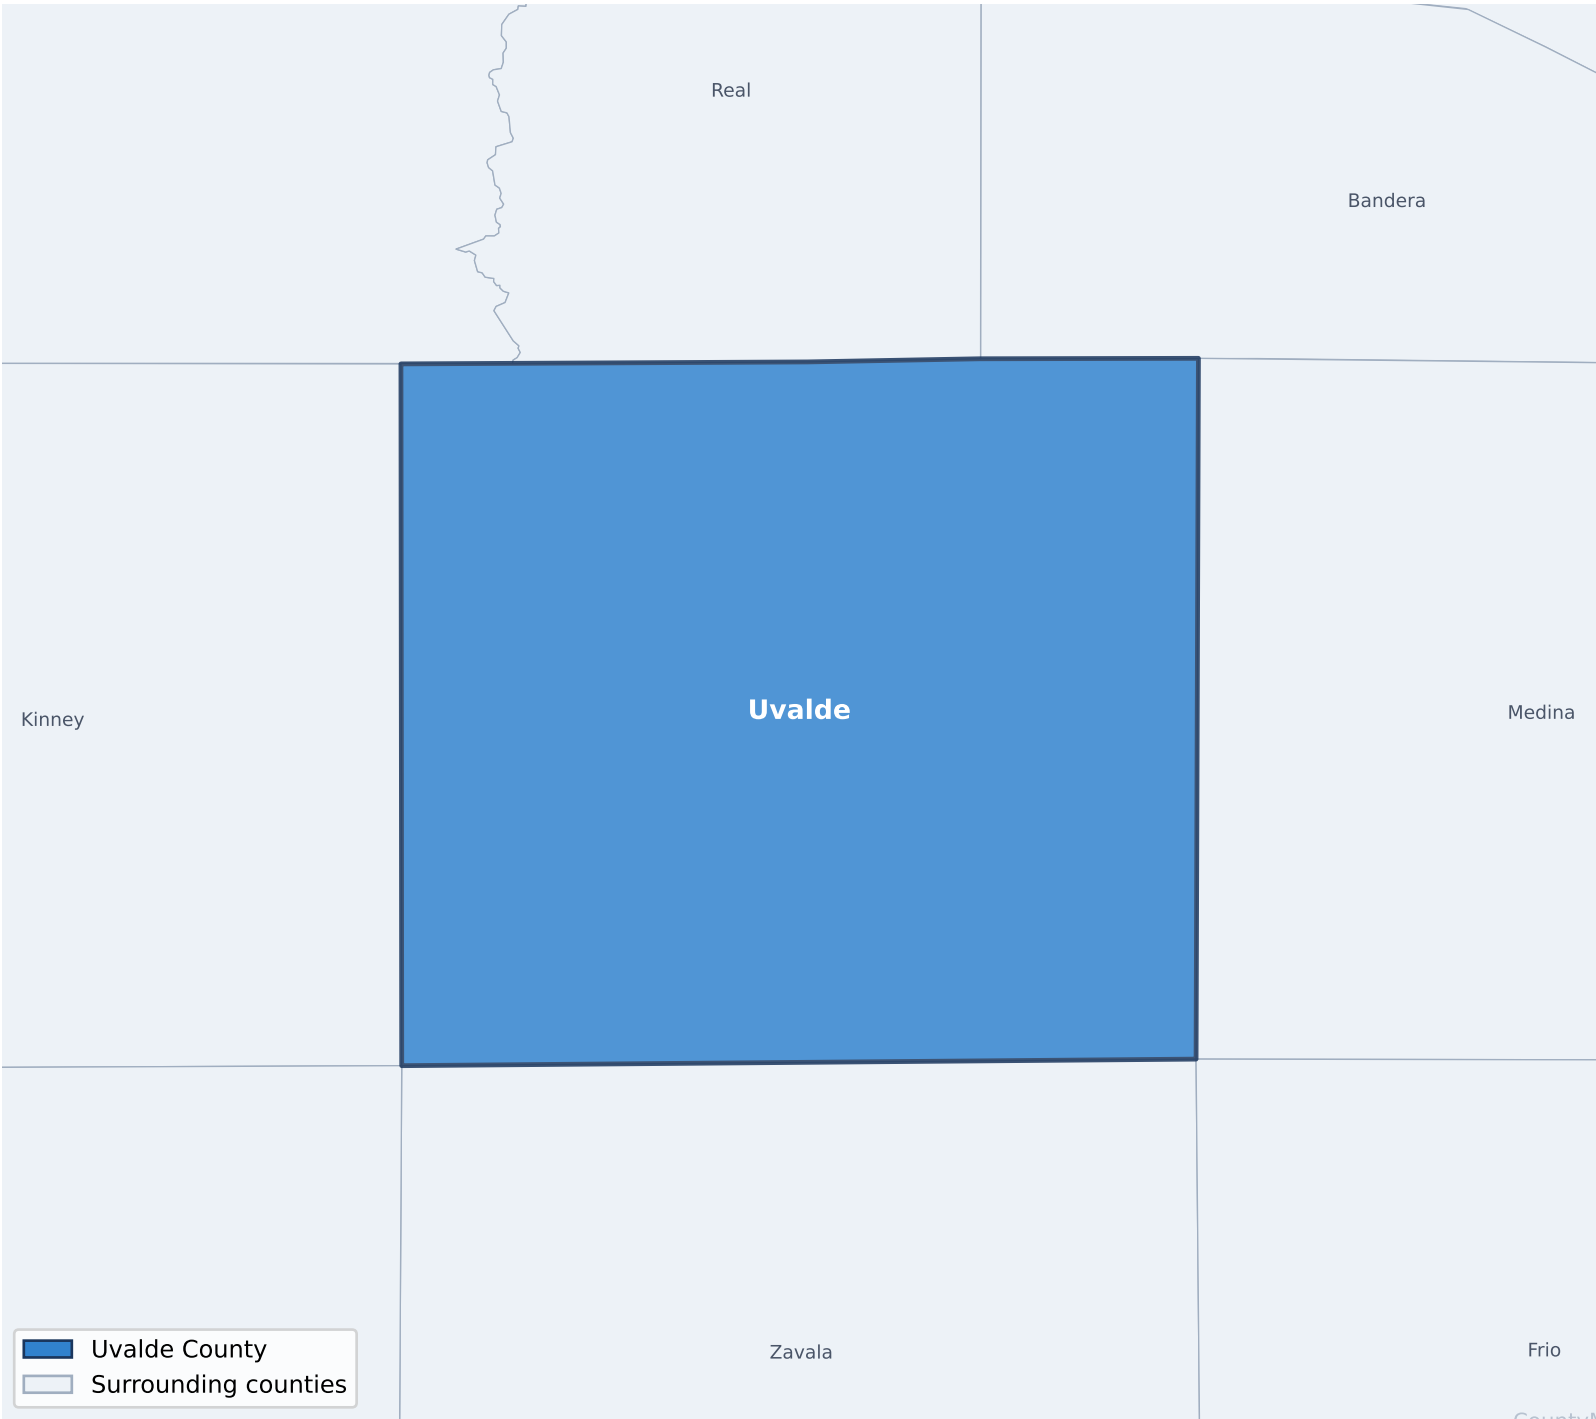 Real
Bandera
Kinney
Uvalde
Medina
Zavala
Frio
Uvalde County
Surrounding counties